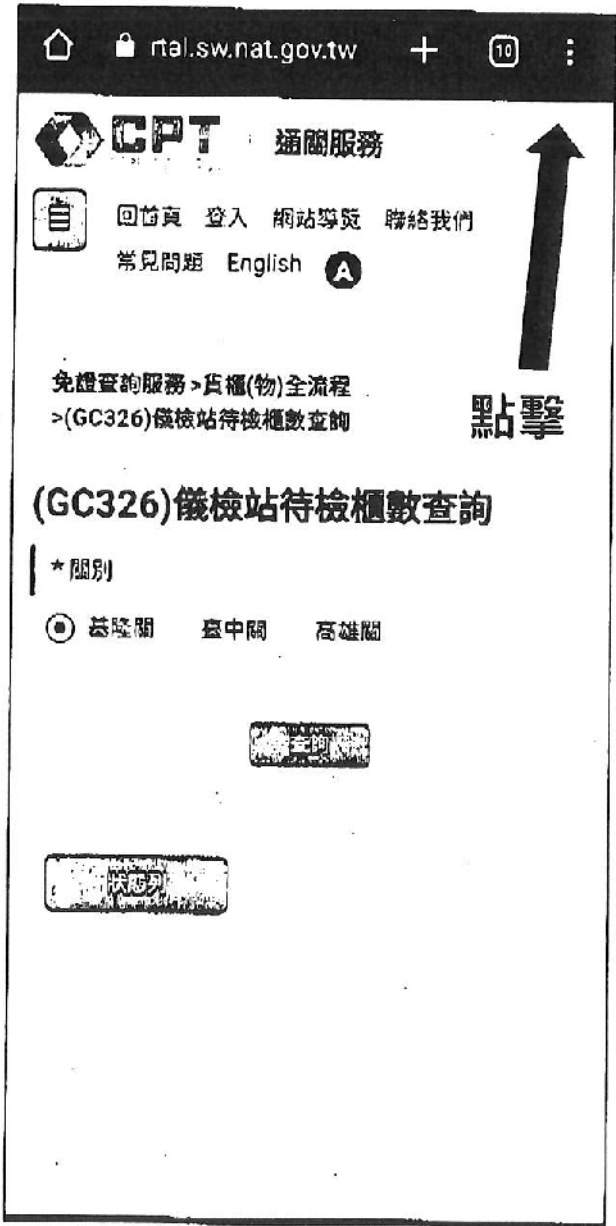 rtal.sw.nat.gov.tw
10
CPT 通關服務
回首頁 登入 網站導覽 聯絡我們
常見問題 English A
免證查詢服務 >貨櫃(物)全流程
>(GC326)儀檢站待檢櫃數查詢
點擊
(GC326)儀檢站待檢櫃數查詢
*關別
基隆關 臺中關 高雄關
查詢
狀態列